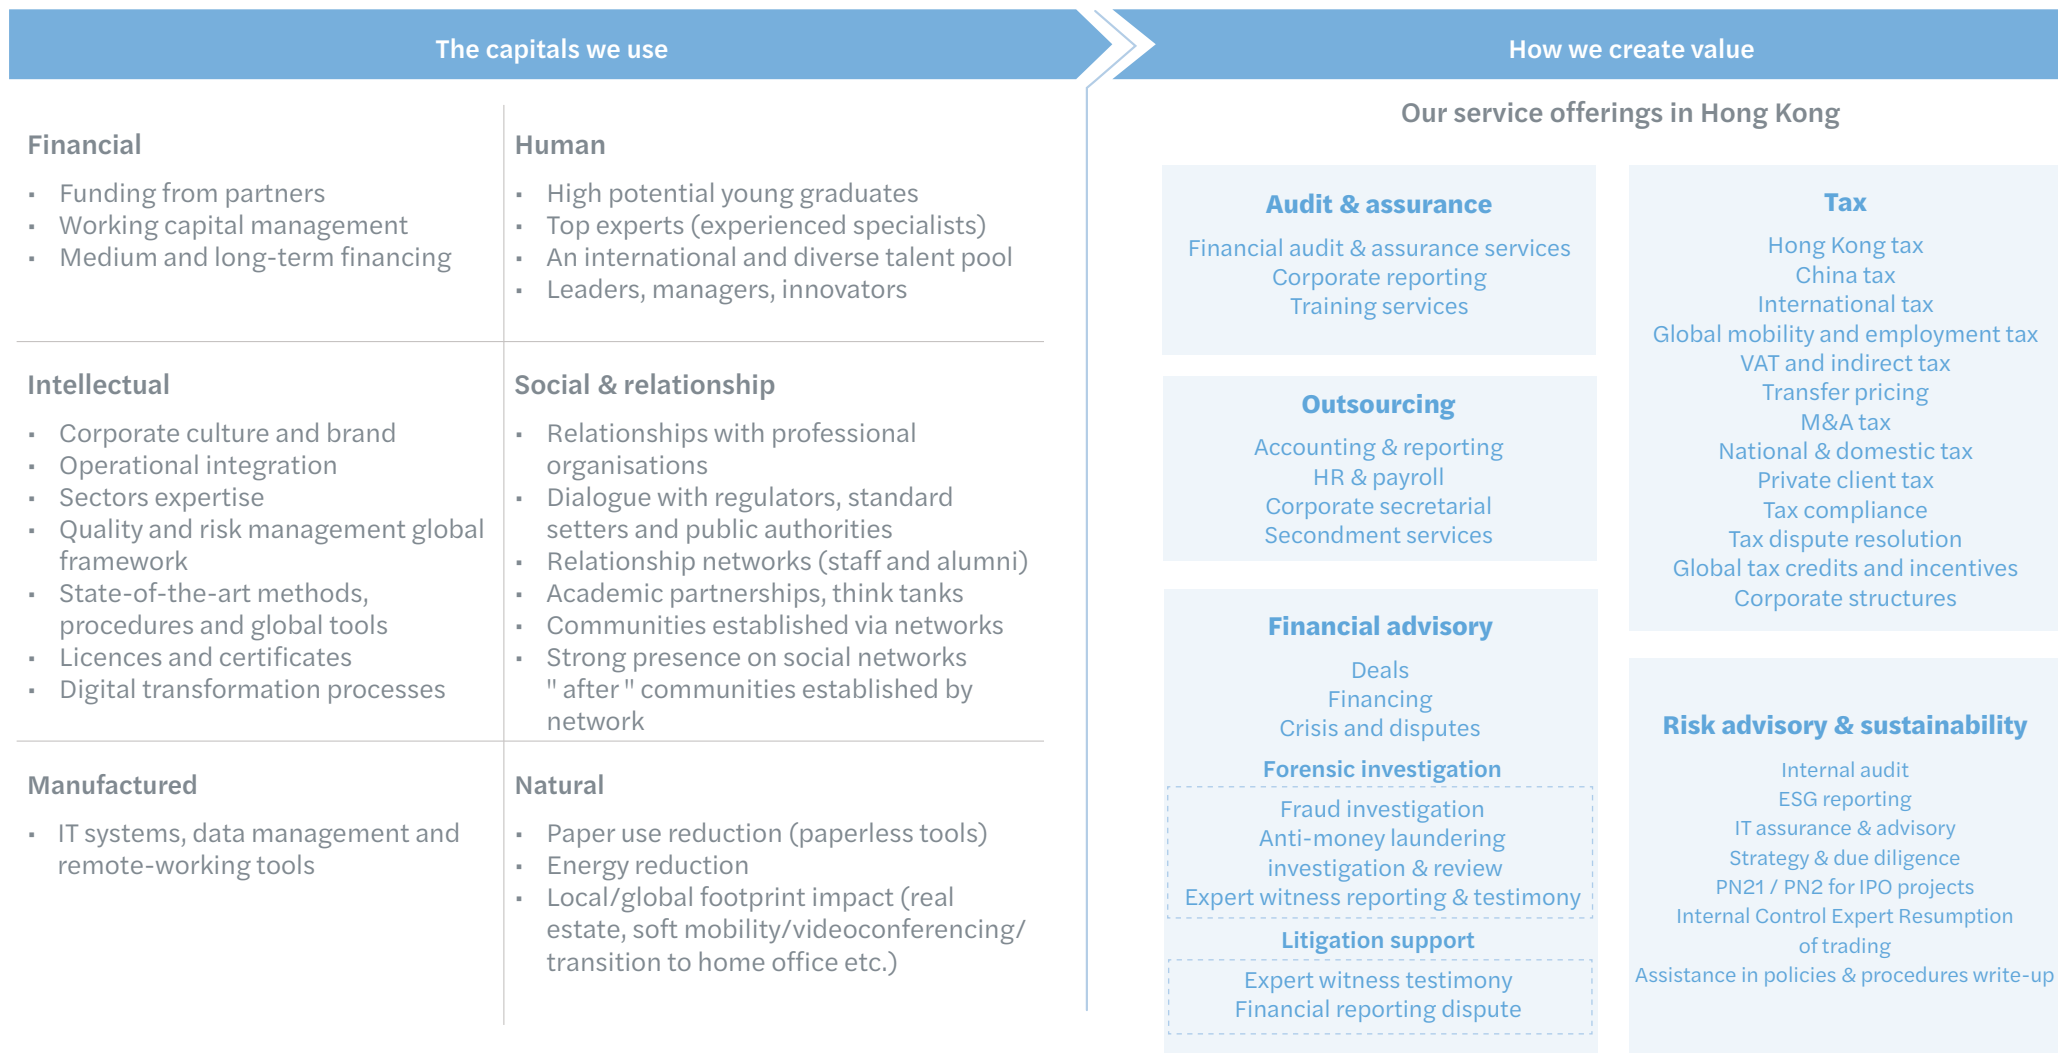 The capitals we use
Financial
▪ Funding from partners
▪ Working capital management
▪ Medium and long-term financing
Human
▪ High potential young graduates
▪ Top experts (experienced specialists)
▪ An international and diverse talent pool
▪ Leaders, managers, innovators
Intellectual
▪ Corporate culture and brand
▪ Operational integration
▪ Sectors expertise
▪ Quality and risk management global
framework
▪ State-of-the-art methods,
procedures and global tools
▪ Licences and certificates
▪ Digital transformation processes
Social & relationship
▪ Relationships with professional
organisations
▪ Dialogue with regulators, standard
setters and public authorities
▪ Relationship networks (staff and alumni)
▪ Academic partnerships, think tanks
▪ Communities established via networks
▪ Strong presence on social networks
" after " communities established by
network
Manufactured
▪ IT systems, data management and
remote-working tools
Natural
▪ Paper use reduction (paperless tools)
▪ Energy reduction
▪ Local/global footprint impact (real
estate, soft mobility/videoconferencing/
transition to home office etc.)
How we create value
Our service offerings in Hong Kong
Audit & assurance
Financial audit & assurance services
Corporate reporting
Training services
Outsourcing
Accounting & reporting
HR & payroll
Corporate secretarial
Secondment services
Financial advisory
Deals
Financing
Crisis and disputes
Forensic investigation
Fraud investigation
Anti-money laundering
investigation & review
Expert witness reporting & testimony
Litigation support
Expert witness testimony
Financial reporting dispute
Tax
Hong Kong tax
China tax
International tax
Global mobility and employment tax
VAT and indirect tax
Transfer pricing
M&A tax
National & domestic tax
Private client tax
Tax compliance
Tax dispute resolution
Global tax credits and incentives
Corporate structures
Risk advisory & sustainability
Internal audit
ESG reporting
IT assurance & advisory
Strategy & due diligence
PN21 / PN2 for IPO projects
Internal Control Expert Resumption
of trading
Assistance in policies & procedures write-up